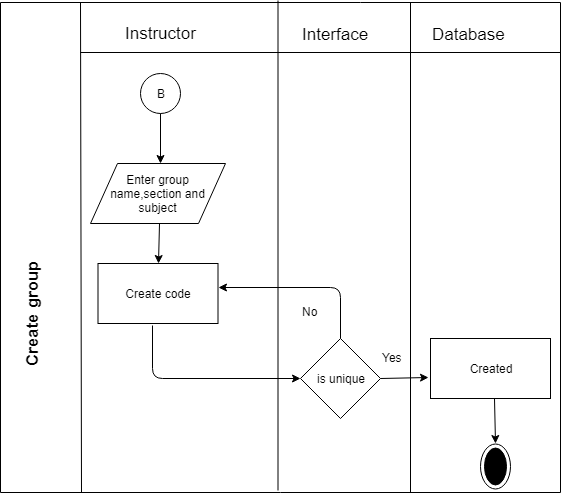 Instructor
Interface
Database
B
Enter group
name,section and
subject
Create code
No
Yes
is unique
Created
Create group